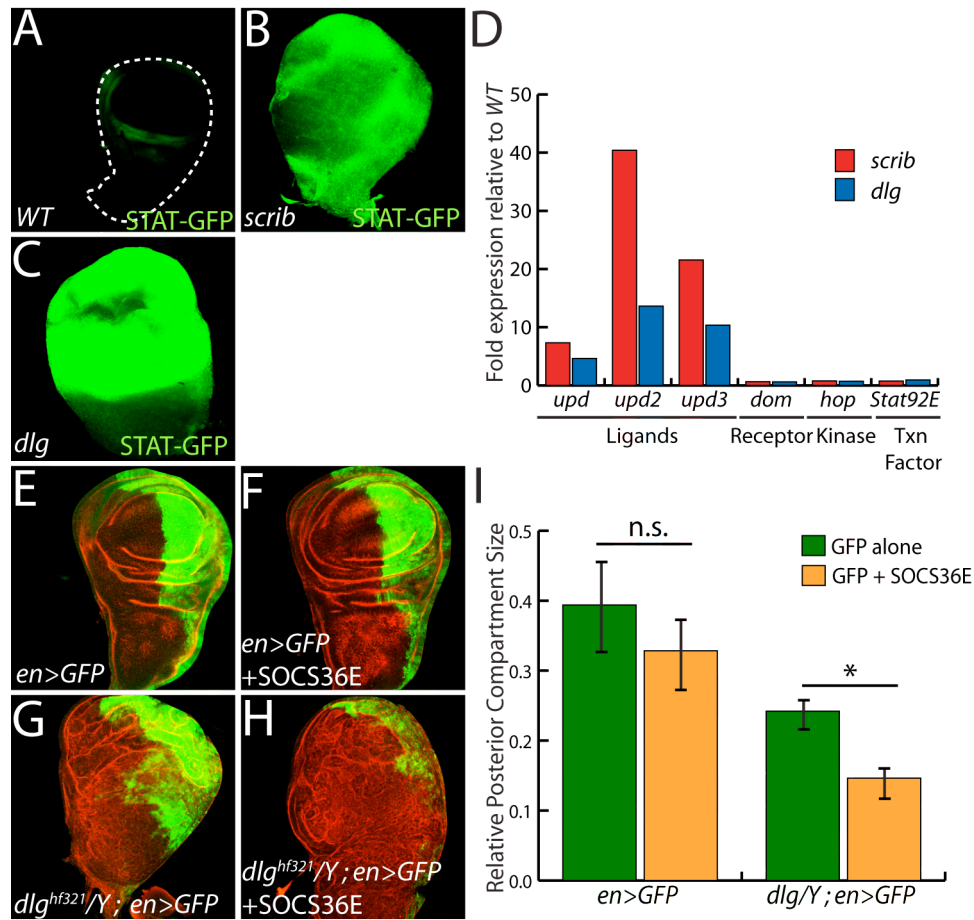 A
WT
STAT-GFP
B
scrib
STAT-GFP
C
dlg
STAT-GFP
D
Fold expression relative to WT
50
40
30
20
10
0
scrib
dlg
upd
upd2
upd3
dom
hop
Stat92E
Ligands
Receptor
Kinase
Txn
Factor
E
en>GFP
F
en>GFP
+SOCS36E
G
dlghf321/Y ; en>GFP
H
dlghf321/Y ; en>GFP
+SOCS36E
I
Relative Posterior Compartment Size
0.5
0.4
0.3
0.2
0.1
0.0
n.s.
*
GFP alone
GFP + SOCS36E
en>GFP
dlg/Y ; en>GFP